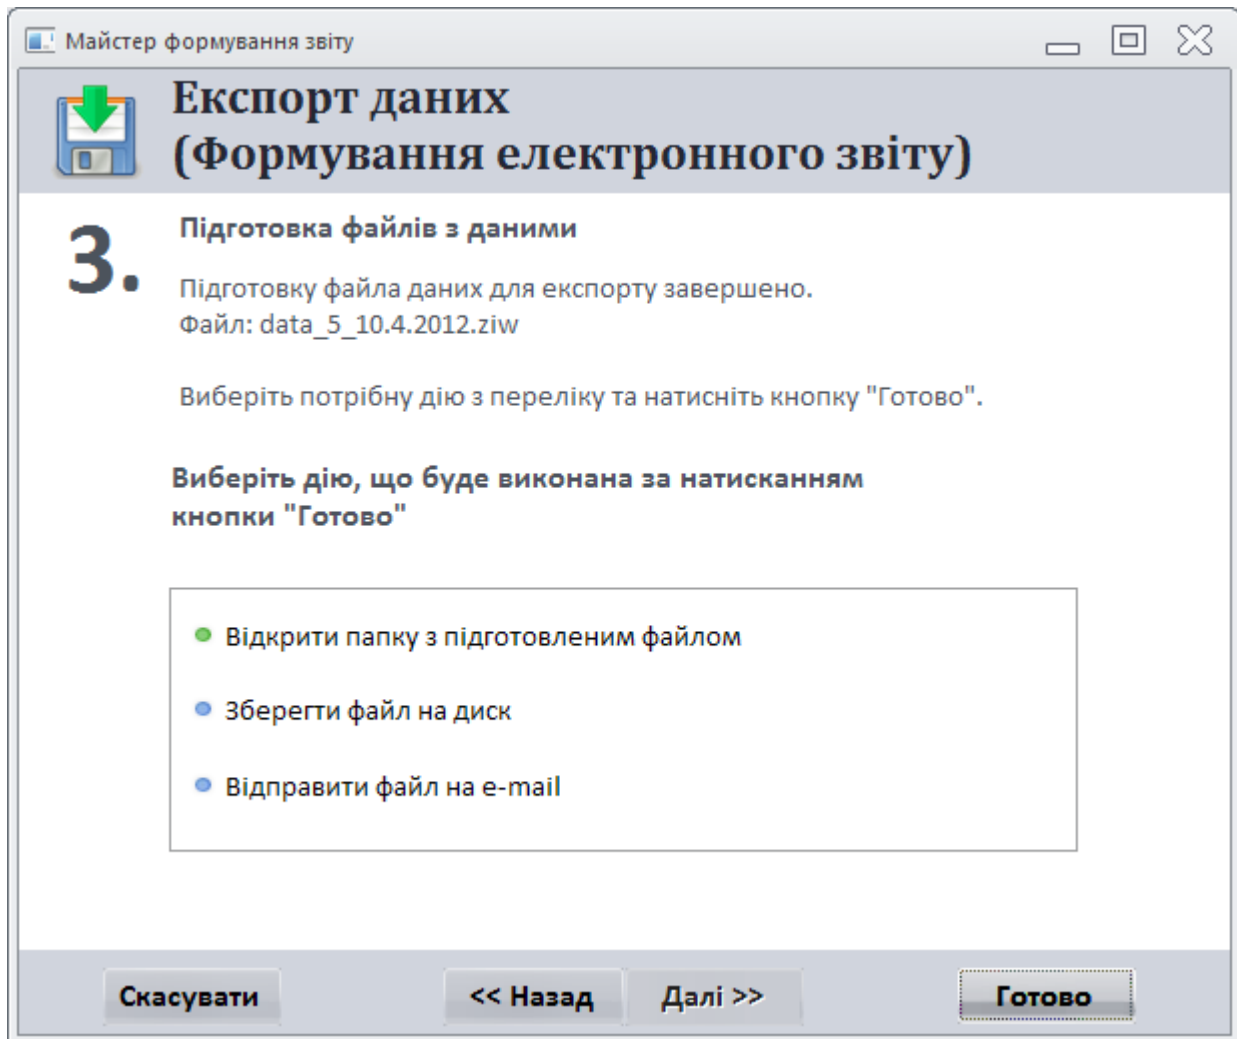 Майстер формування звіту
Експорт даних
(Формування електронного звіту)
3.
Підготовка файлів з даними
Підготовку файла даних для експорту завершено.
Файл: data_5_10.4.2012.ziw
Виберіть потрібну дію з переліку та натисніть кнопку "Готово".
Виберіть дію, що буде виконана за натисканням
кнопки "Готово"
Відкрити папку з підготовленим файлом
Зберегти файл на диск
Відправити файл на e-mail
Скасувати
<< Назад
Далі >>
Готово